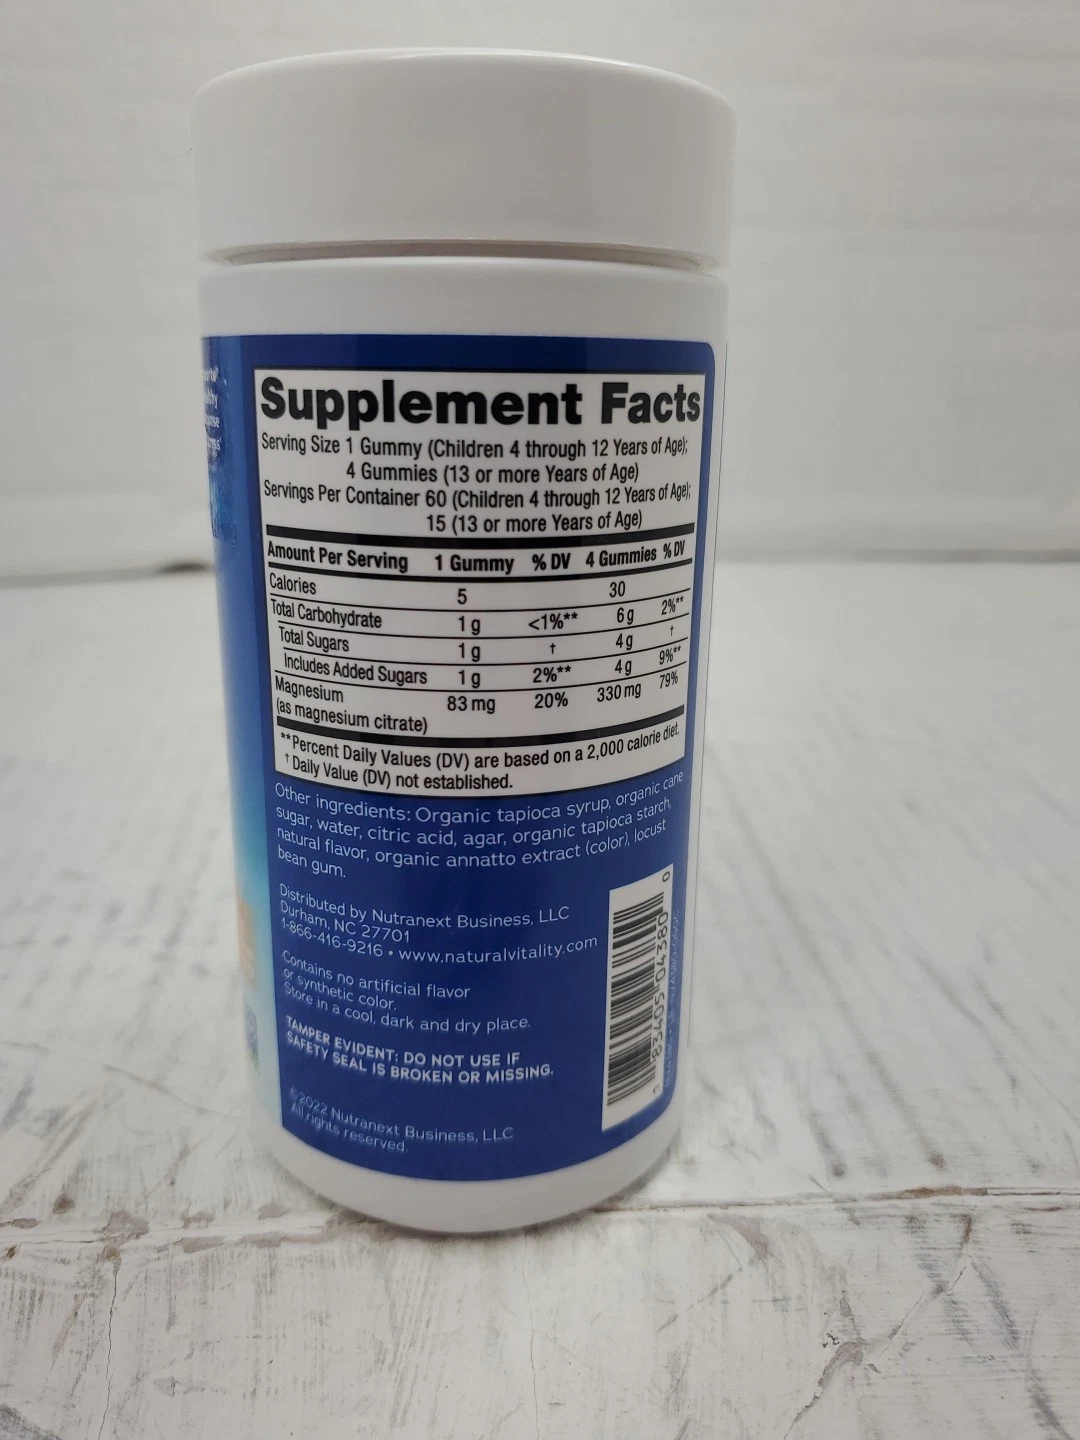 Supplement Facts
Serving Size 1 Gummy (Children 4 through 12 Years of Age);
4 Gummies (13 or more Years of Age)
Servings Per Container 60 (Children 4 through 12 Years of Age);
15 (13 or more Years of Age)
Amount Per Serving 1 Gummy % DV 4 Gummies % DV
Calories 5 30
Total Carbohydrate 1 g <1%** 6 g 2%**
Total Sugars 1 g † 4 g †
Includes Added Sugars 1 g 2%** 4 g 9%**
Magnesium 83 mg 20% 330 mg 79%
(as magnesium citrate)
**Percent Daily Values (DV) are based on a 2,000 calorie diet.
† Daily Value (DV) not established.
Other ingredients: Organic tapioca syrup, organic cane
sugar, water, citric acid, agar, organic tapioca starch,
natural flavor, organic annatto extract (color), locust
bean gum.
Distributed by Nutranext Business, LLC
Durham, NC 27701
1-866-416-9216 • www.naturalvitality.com
Contains no artificial flavor
or synthetic color.
Store in a cool, dark and dry place.
TAMPER EVIDENT: DO NOT USE IF
SAFETY SEAL IS BROKEN OR MISSING.
©2022 Nutranext Business, LLC
All rights reserved.
1 83405 04380 0